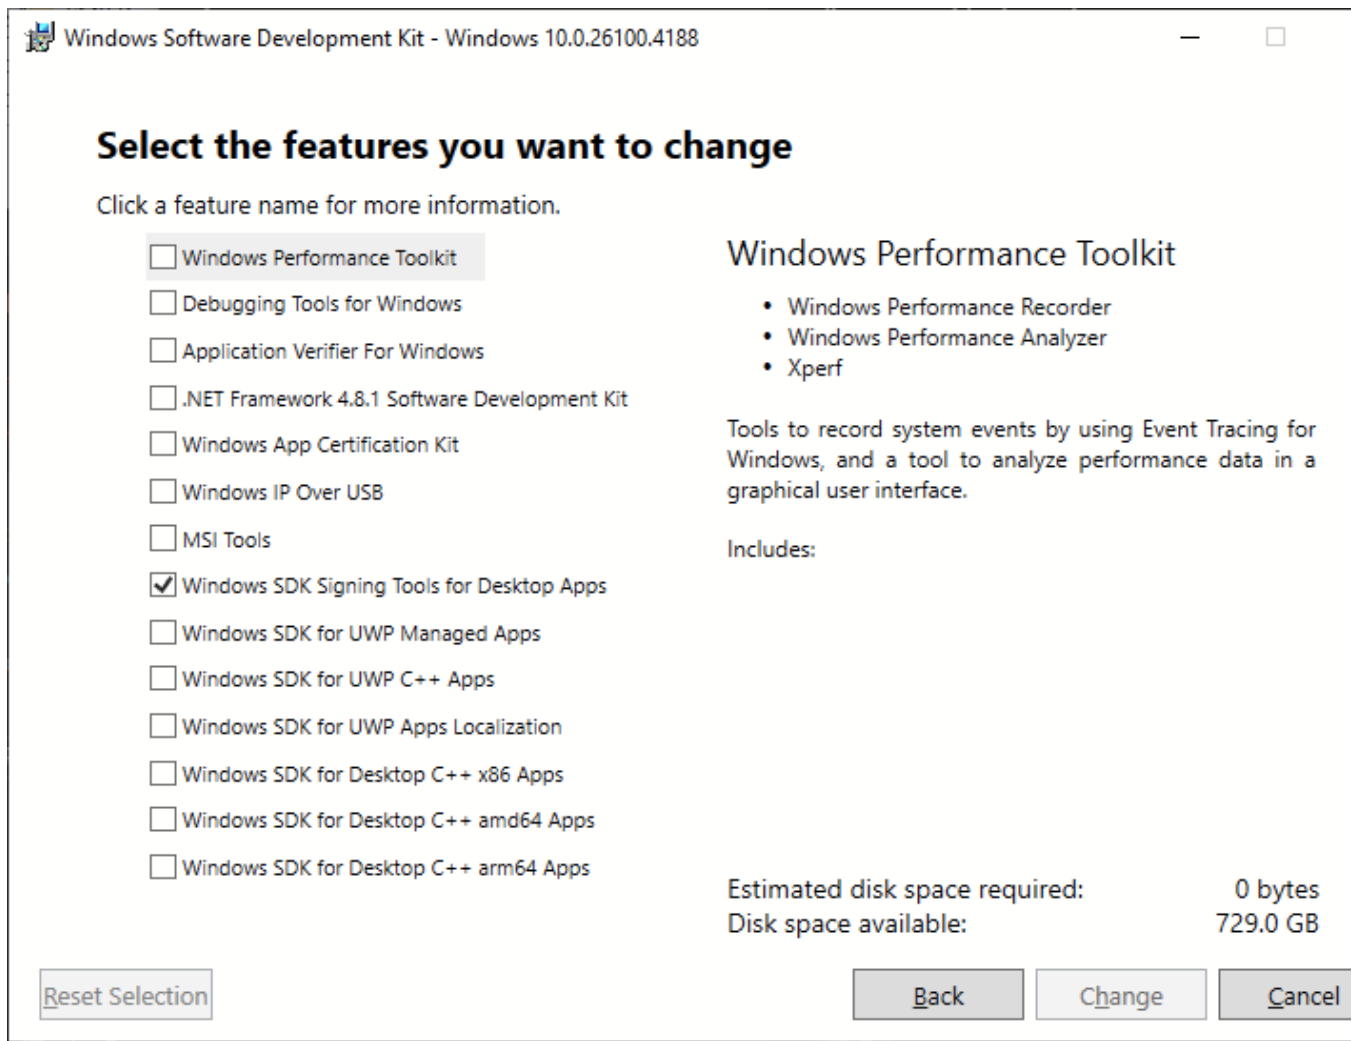 Windows Software Development Kit - Windows 10.0.26100.4188
Select the features you want to change
Click a feature name for more information.
Windows Performance Toolkit
Debugging Tools for Windows
Application Verifier For Windows
.NET Framework 4.8.1 Software Development Kit
Windows App Certification Kit
Windows IP Over USB
MSI Tools
Windows SDK Signing Tools for Desktop Apps
Windows SDK for UWP Managed Apps
Windows SDK for UWP C++ Apps
Windows SDK for UWP Apps Localization
Windows SDK for Desktop C++ x86 Apps
Windows SDK for Desktop C++ amd64 Apps
Windows SDK for Desktop C++ arm64 Apps
Windows Performance Toolkit
• Windows Performance Recorder
• Windows Performance Analyzer
• Xperf
Tools to record system events by using Event Tracing for
Windows, and a tool to analyze performance data in a
graphical user interface.
Includes:
Estimated disk space required: 0 bytes
Disk space available: 729.0 GB
Reset Selection
Back
Change
Cancel